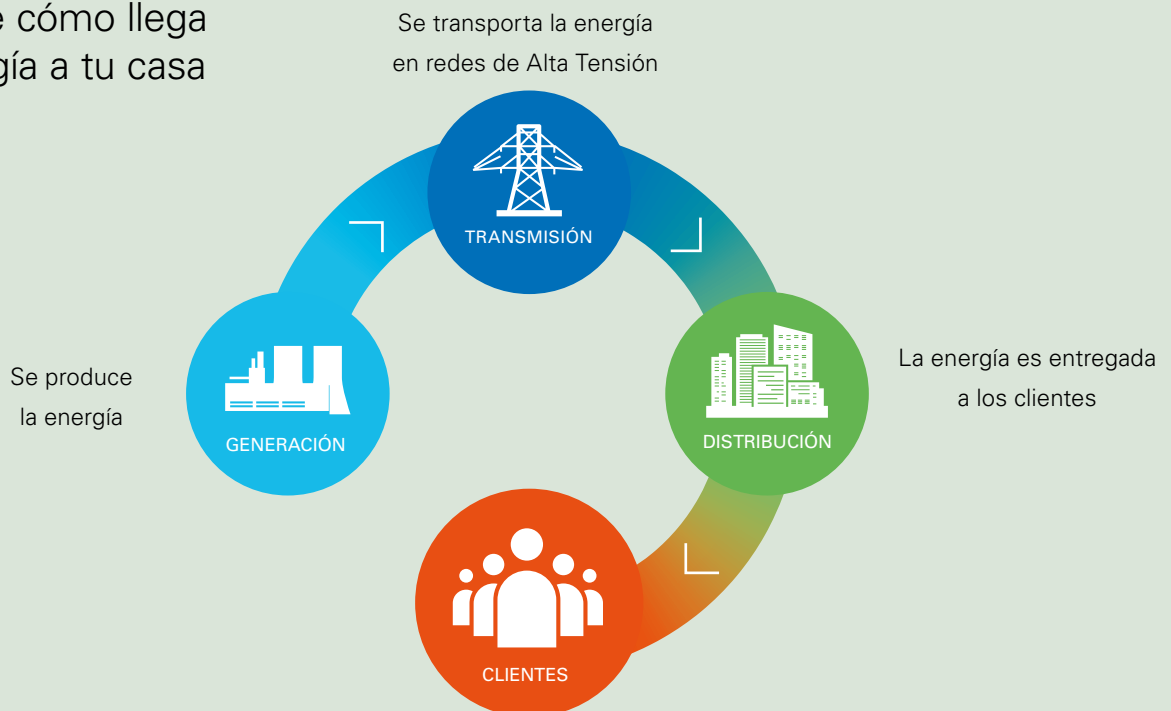 cómo llega
a tu casa
Se transporta la energía
en redes de Alta Tensión
TRANSMISIÓN
Se produce
la energía
GENERACIÓN
DISTRIBUCIÓN
La energía es entregada
a los clientes
CLIENTES